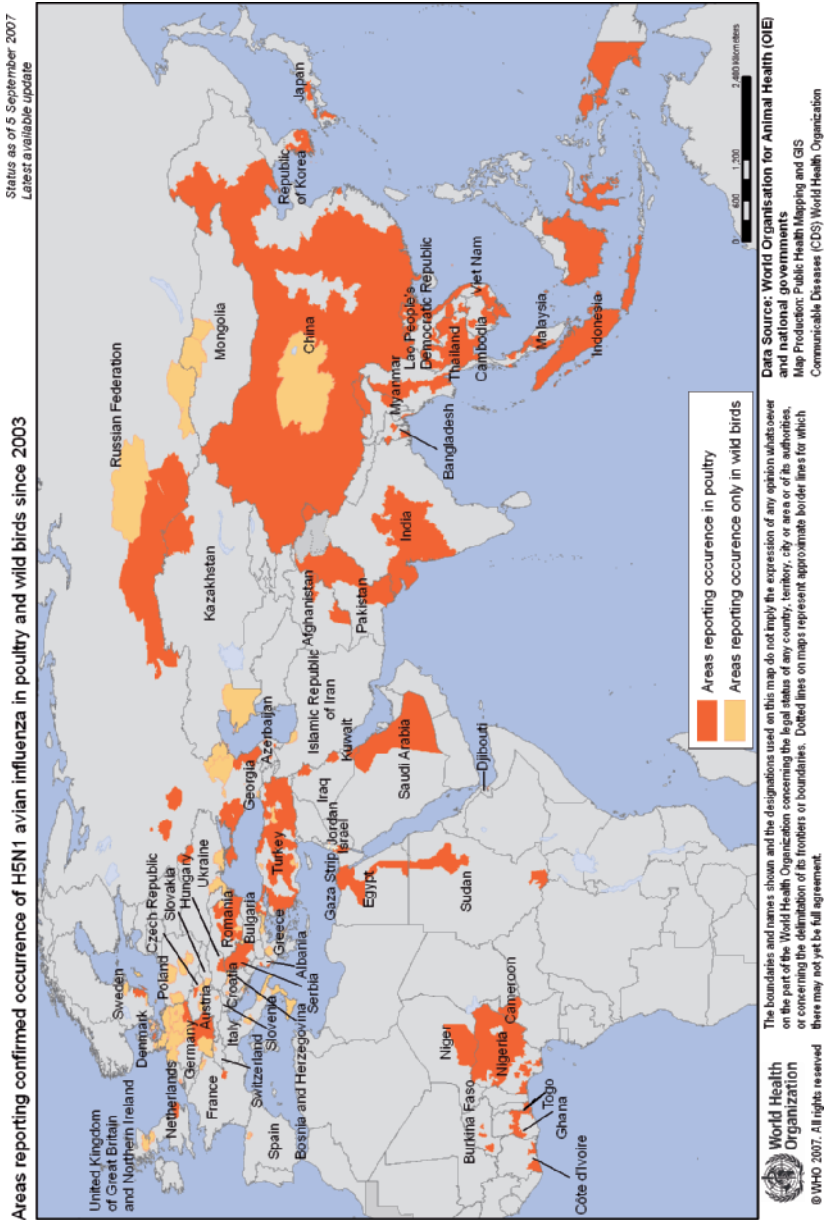 Areas reporting confirmed occurrence of H5N1 avian influenza in poultry and wild birds since 2003
Status as of 5 September 2007
Latest available update
United Kingdom
of Great Britain
and Northern Ireland
Netherlands
Denmark
Sweden
Germany
Poland
Czech Republic
Slovakia
Hungary
Ukraine
Russian Federation
France
Austria
Italy
Croatia
Romania
Bulgaria
Switzerland
Slovenia
Bosnia and Herzegovina
Serbia
Albania
Greece
Spain
Turkey
Georgia
Azerbaijan
Kazakhstan
Mongolia
China
Republic
of Korea
Japan
Gaza Strip
Israel
Jordan
Iraq
Kuwait
Islamic Republic
of Iran
Afghanistan
Pakistan
India
Bangladesh
Myanmar
Lao People's
Democratic Republic
Thailand
Cambodia
Viet Nam
Malaysia
Indonesia
Egypt
Saudi Arabia
Sudan
Djibouti
Niger
Nigeria
Cameroon
Burkina Faso
Togo
Ghana
Côte d'Ivoire
Areas reporting occurence in poultry
Areas reporting occurence only in wild birds
0 600 1,200 2,400 Kilometers
World Health
Organization
© WHO 2007. All rights reserved
The boundaries and names shown and the designations used on this map do not imply the expression of any opinion whatsoever
on the part of the World Health Organization concerning the legal status of any country, territory, city or area or of its authorities,
or concerning the delimitation of its frontiers or boundaries. Dotted lines on maps represent approximate border lines for which
there may not yet be full agreement.
Data Source: World Organisation for Animal Health (OIE)
and national governments
Map Production: Public Health Mapping and GIS
Communicable Diseases (CDS) World Health Organization